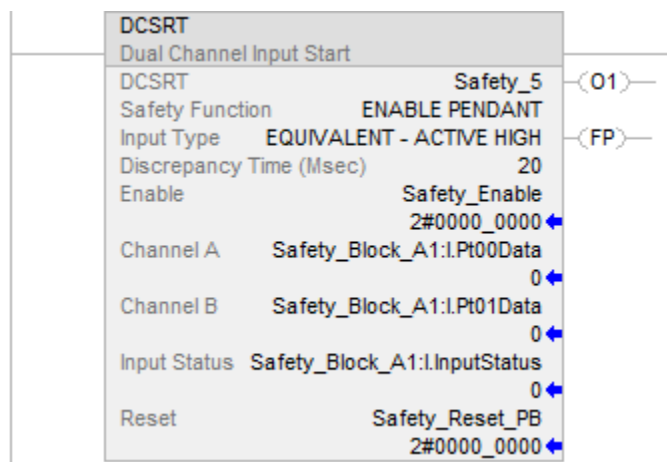 DCSRT
Dual Channel Input Start
DCSRT Safety_5 O1
Safety Function ENABLE PENDANT
Input Type EQUIVALENT - ACTIVE HIGH FP
Discrepancy Time (Msec) 20
Enable Safety_Enable
2#0000_0000
Channel A Safety_Block_A1:I.Pt00Data
0
Channel B Safety_Block_A1:I.Pt01Data
0
Input Status Safety_Block_A1:I.InputStatus
0
Reset Safety_Reset_PB
2#0000_0000